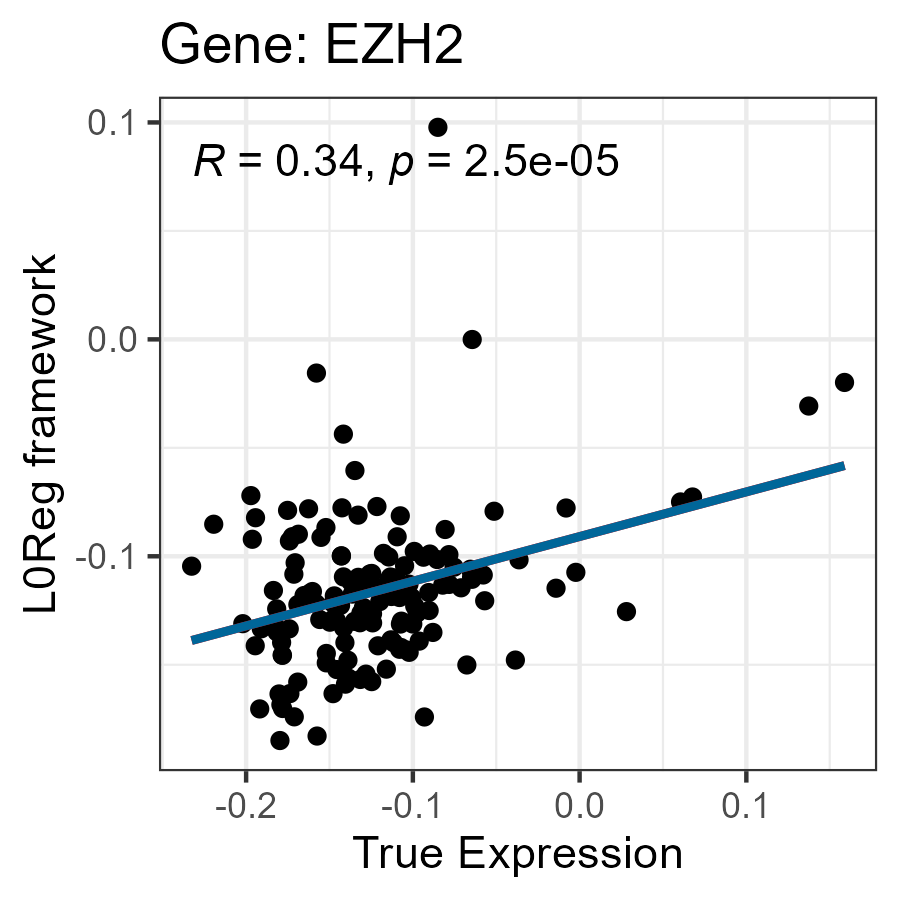 Gene: EZH2
R = 0.34, p = 2.5e-05
L0Reg framework
0.1
0.0
-0.1
-0.2
-0.1
0.0
0.1
True Expression